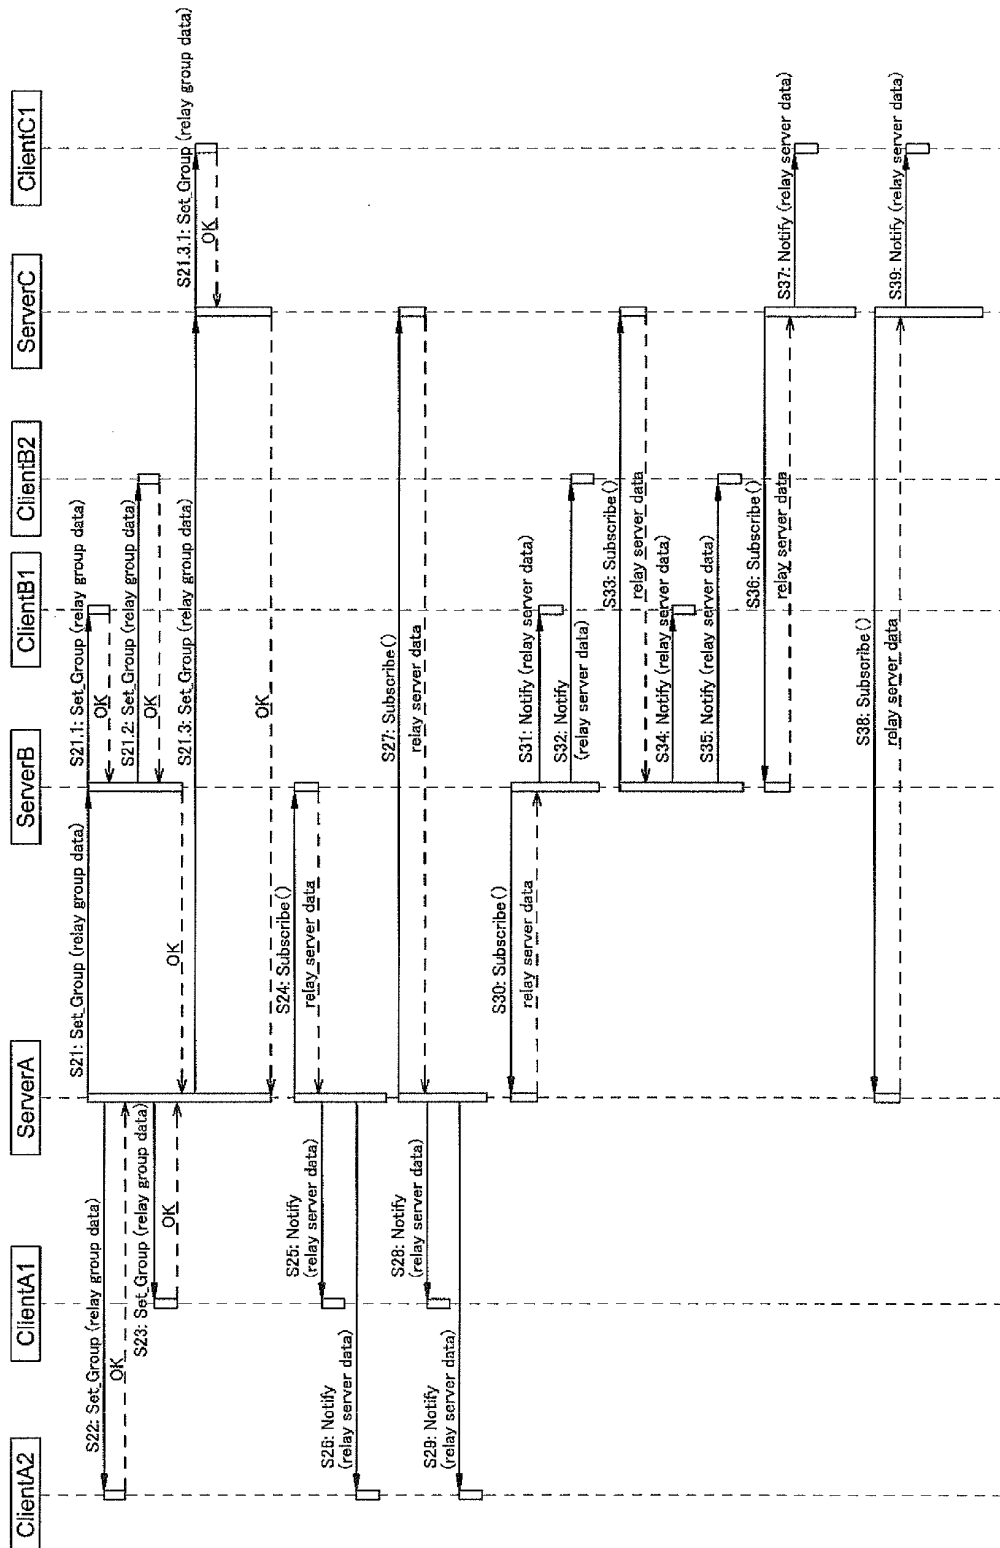 ClientA2
ClientA1
ServerA
ServerB
ClientB1
ClientB2
ServerC
ClientC1
S21: Set_Group (relay group data)
S21.1: Set_Group (relay group data)
OK
S22: Set_Group (relay group data)
OK
S21.2: Set_Group (relay group data)
OK
S23: Set_Group (relay group data)
OK
OK
S21.3: Set_Group (relay group data)
S21.3.1: Set_Group (relay group data)
OK
OK
S24: Subscribe()
relay server data
S25: Notify
(relay server data)
S26: Notify
(relay server data)
S27: Subscribe()
relay server data
S28: Notify
(relay server data)
S29: Notify
(relay server data)
S30: Subscribe()
relay server data
S31: Notify (relay server data)
S32: Notify
(relay server data)
S33: Subscribe()
relay server data
S34: Notify (relay server data)
S35: Notify (relay server data)
S36: Subscribe()
relay server data
S37: Notify (relay server data)
S38: Subscribe()
relay server data
S39: Notify (relay server data)